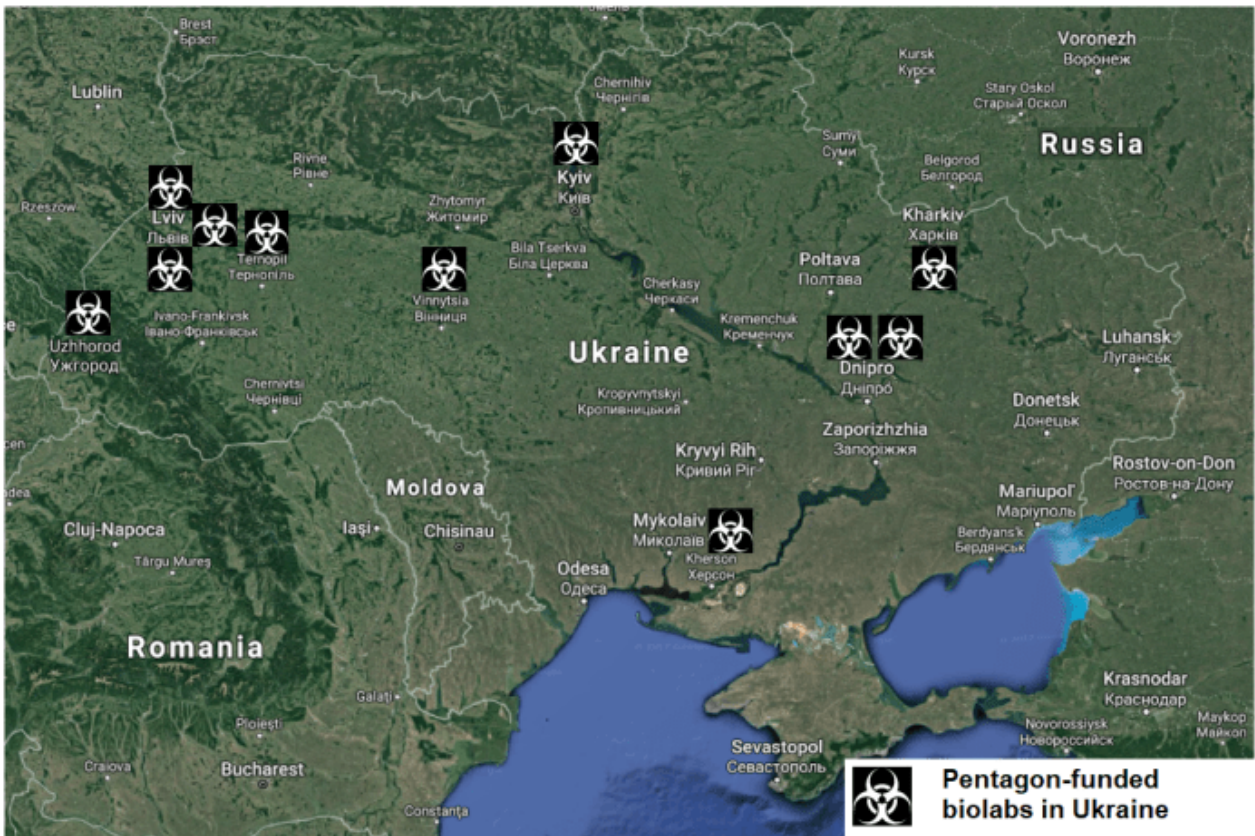 Brest
Брэст
Voronezh
Воронеж
Kursk
Курск
Lublin
Chernihiv
Чернігів
Stary Oskol
Старый Оскол
Sumy
Суми
Russia
Rivne
Рівне
Kyiv
Київ
Belgorod
Белгород
Rzeszow
Lviv
Львів
Zhytomyr
Житомир
Kharkiv
Харків
Ternopil
Тернопіль
Bila Tserkva
Біла Церква
Poltava
Полтава
Cherkasy
Черкаси
Vinnytsia
Вінниця
Ivano-Frankivsk
Івано-Франківськ
Kremenchuk
Кременчук
Uzhhorod
Ужгород
Ukraine
Luhansk
Луганськ
Dnipro
Дніпро
Chernivtsi
Чернівці
Kropyvnytskyi
Кропивницький
Donetsk
Донецьк
Zaporizhzhia
Запоріжжя
Kryvyi Rih
Кривий Ріг
Rostov-on-Don
Ростов-на-Дону
Moldova
Mariupol'
Маріуполь
Cluj-Napoca
Iași
Chisinau
Mykolaiv
Миколаїв
Berdyans'k
Бердянськ
Târgu Mureș
Kherson
Херсон
Odesa
Одеса
Romania
Galați
Krasnodar
Краснодар
Ploiești
Novorossiysk
Новороссийск
Maykop
Майкоп
Craiova
Bucharest
Sevastopol
Севастополь
Constanța
Pentagon-funded
biolabs in Ukraine